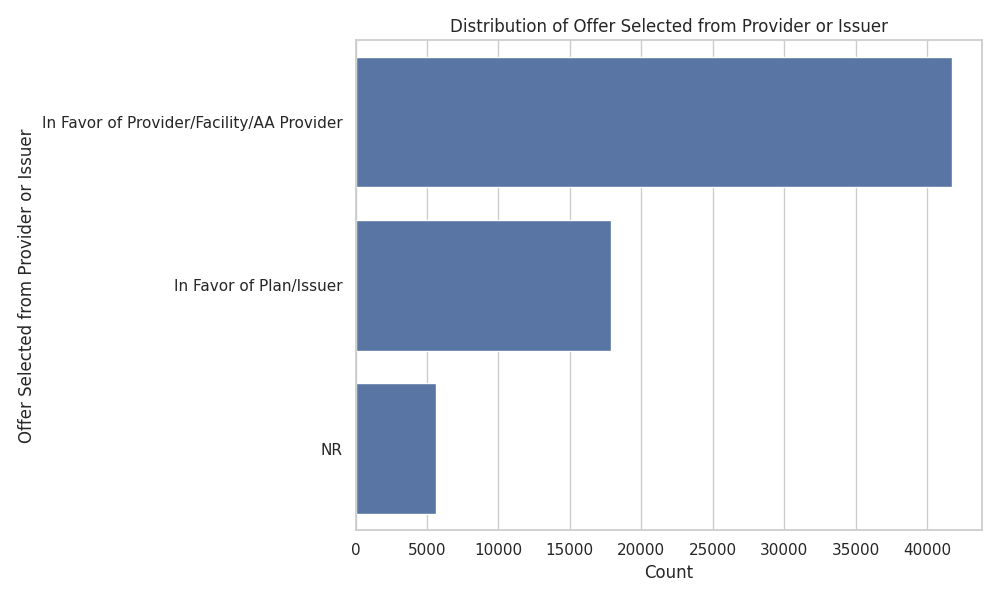 Distribution of Offer Selected from Provider or Issuer
Offer Selected from Provider or Issuer
In Favor of Provider/Facility/AA Provider
In Favor of Plan/Issuer
NR
0 5000 10000 15000 20000 25000 30000 35000 40000
Count